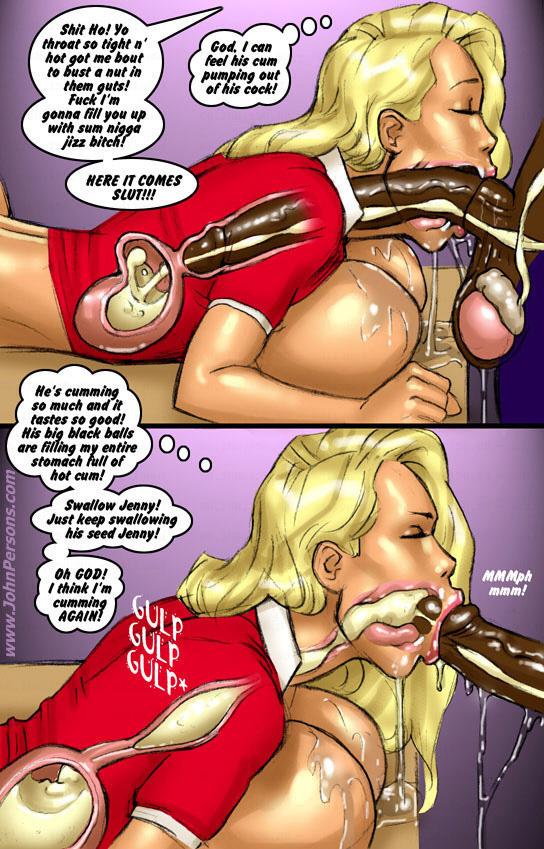 Shit Ho! Yo
throat so tight n'
hot got me bout
to bust a nut in
them guts!
Fuck I'm
gonna fill you up
with sum nigga
jizz bitch!
HERE IT COMES
SLUT!!!
God, I can
feel his cum
pumping out
of his cock!
He's cumming
so much and it
tastes so good!
His big black balls
are filling my entire
stomach full of
hot cum!
Swallow Jenny!
Just keep swallowing
his seed Jenny!
Oh GOD!
I think I'm
cumming
AGAIN!
GULP
GULP
GULP*
MMMph
mmm!
www.JohnPersons.com